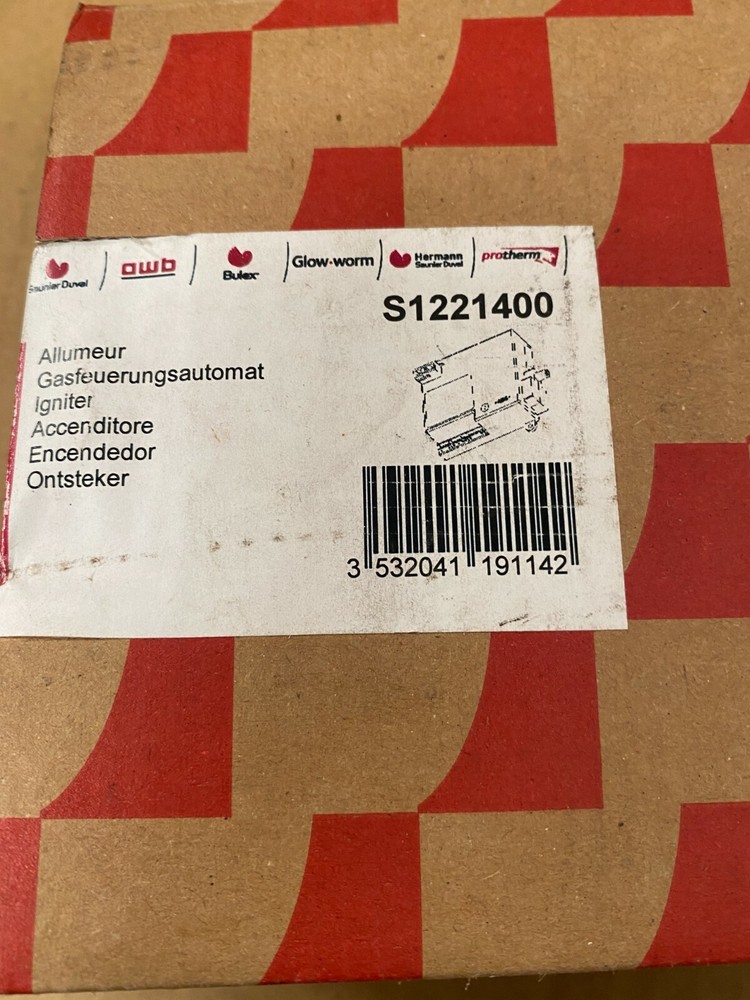 Saunier Duval
awb
Bulex
Glow-worm
Hermann
Saunier Duval
protherm
S1221400
Allumeur
Gasfeuerungsautomat
Igniter
Accenditore
Encendedor
Ontsteker
3 532041 191142